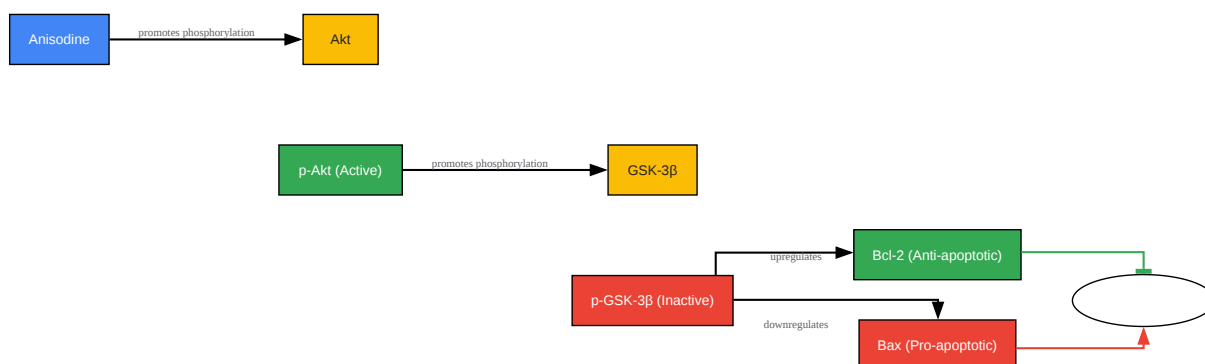 Anisodine
promotes phosphorylation
Akt
p-Akt (Active)
promotes phosphorylation
GSK-3β
Bcl-2 (Anti-apoptotic)
upregulates
p-GSK-3β (Inactive)
downregulates
Bax (Pro-apoptotic)